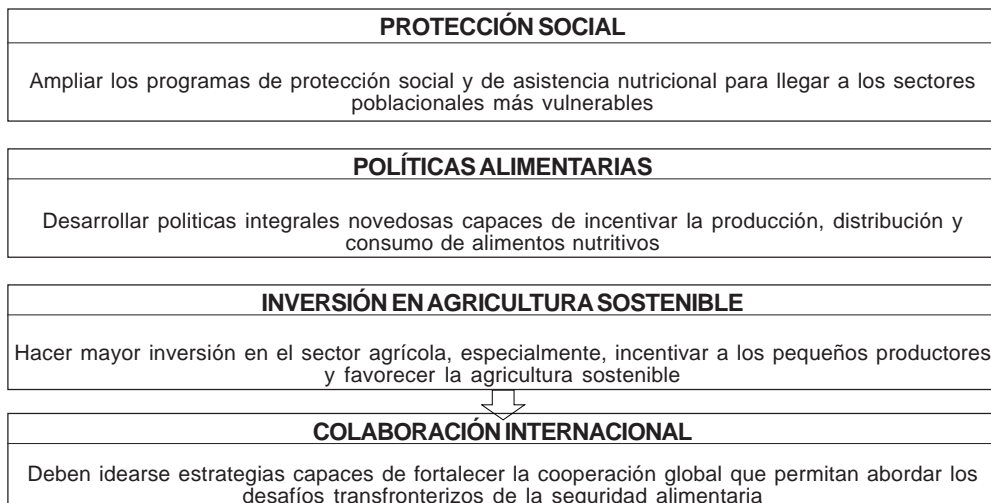 PROTECCIÓN SOCIAL
Ampliar los programas de protección social y de asistencia nutricional para llegar a los sectores
poblacionales más vulnerables
POLÍTICAS ALIMENTARIAS
Desarrollar politicas integrales novedosas capaces de incentivar la producción, distribución y
consumo de alimentos nutritivos
INVERSIÓN EN AGRICULTURA SOSTENIBLE
Hacer mayor inversión en el sector agrícola, especialmente, incentivar a los pequeños productores
y favorecer la agricultura sostenible
COLABORACIÓN INTERNACIONAL
Deben idearse estrategias capaces de fortalecer la cooperación global que permitan abordar los
desafíos transfronterizos de la seguridad alimentaria